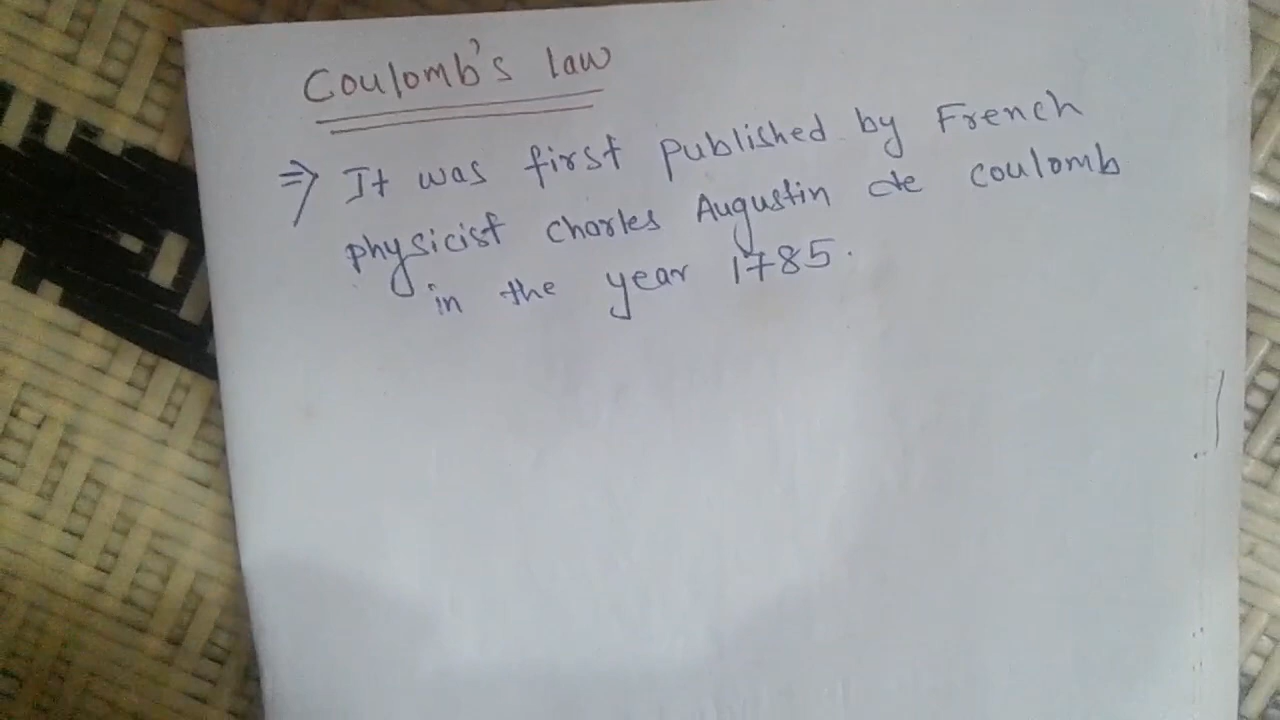 Coulomb's law
⇒ It was first published by French
physicist charles Augustin de coulomb
in the year 1785.